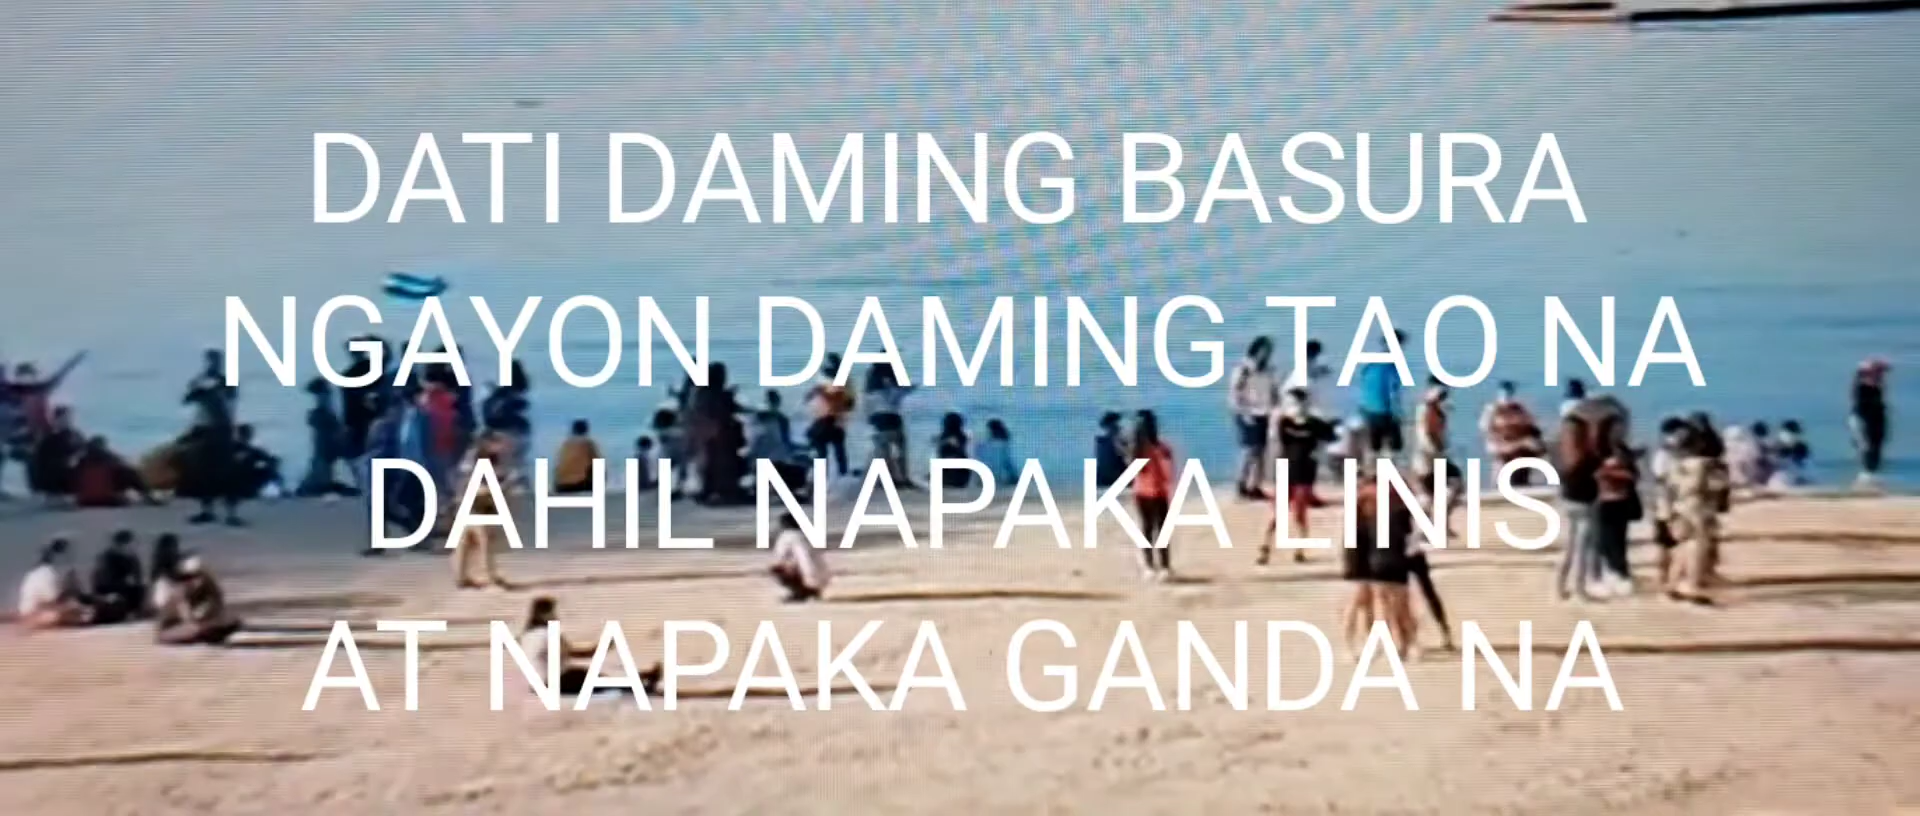 DATI DAMING BASURA
NGAYON DAMING TAO NA
DAHIL NAPAKA LINIS
AT NAPAKA GANDA NA